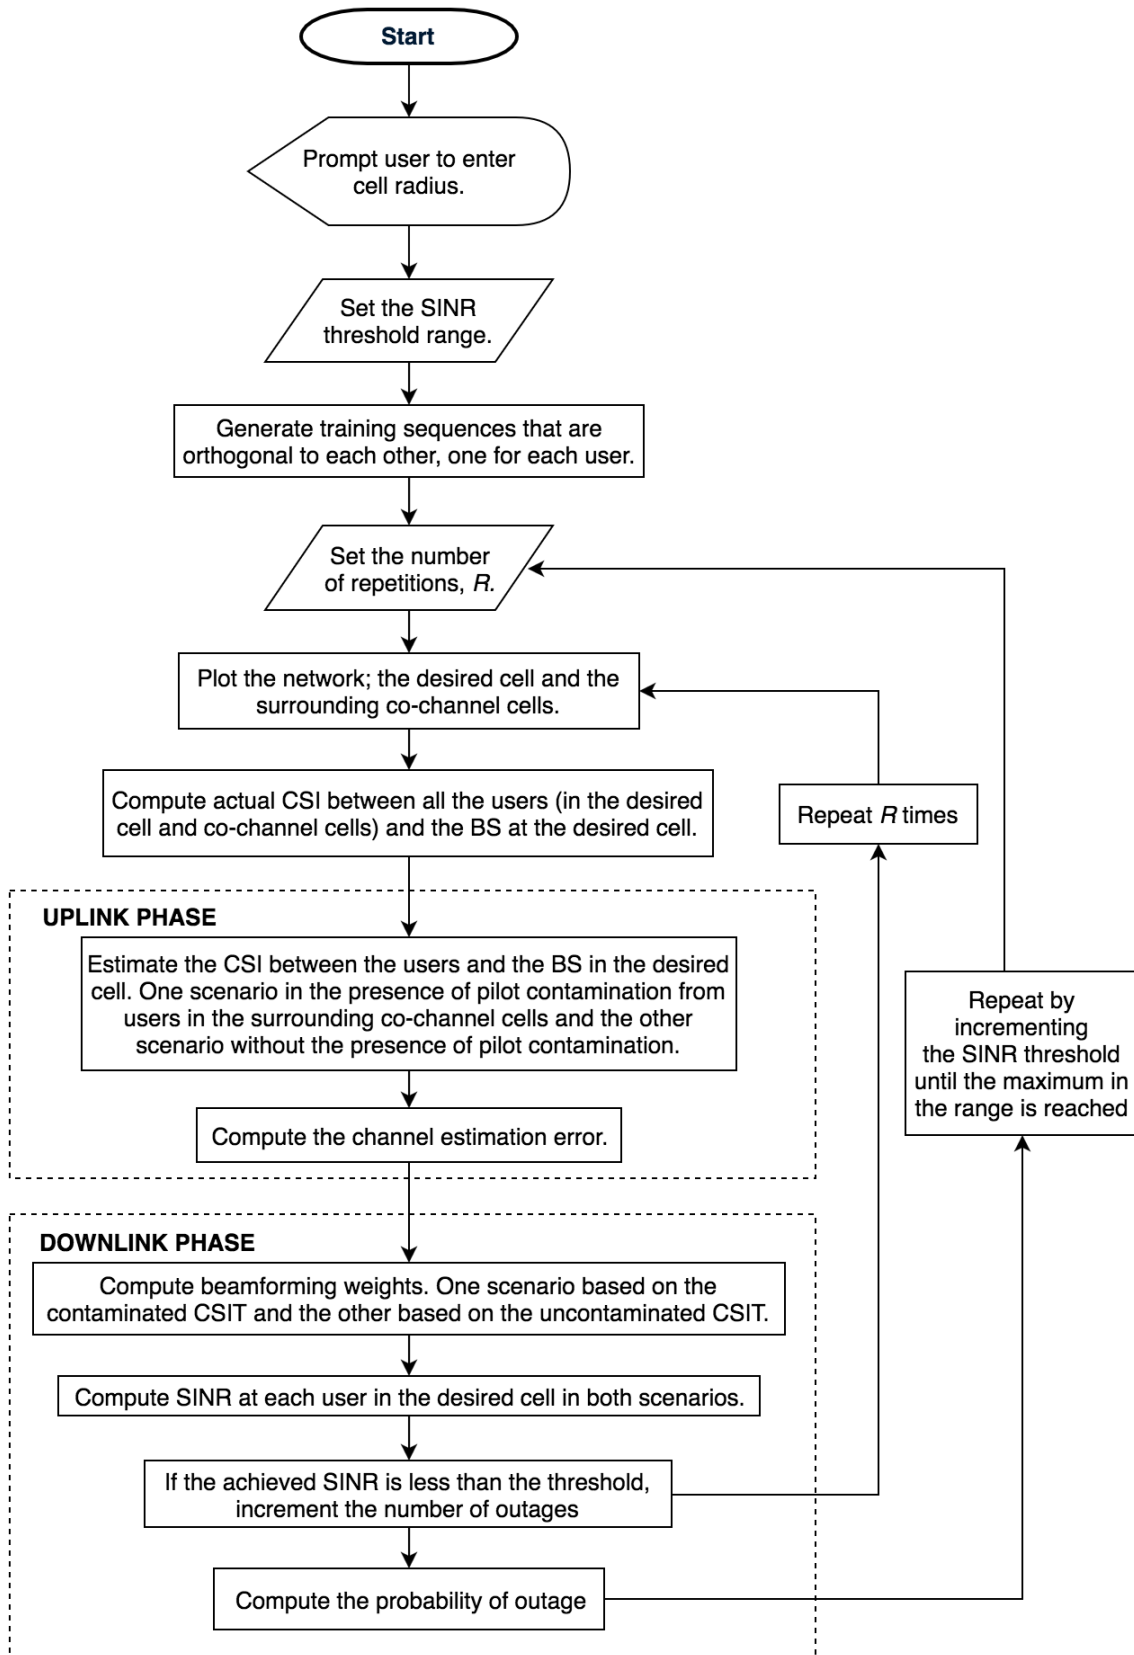 Start
Prompt user to enter
cell radius.
Set the SINR
threshold range.
Generate training sequences that are
orthogonal to each other, one for each user.
Set the number
of repetitions, R.
Plot the network; the desired cell and the
surrounding co-channel cells.
Compute actual CSI between all the users (in the desired
cell and co-channel cells) and the BS at the desired cell.
Repeat R times
UPLINK PHASE
Estimate the CSI between the users and the BS in the desired
cell. One scenario in the presence of pilot contamination from
users in the surrounding co-channel cells and the other
scenario without the presence of pilot contamination.
Repeat by
incrementing
the SINR threshold
until the maximum in
the range is reached
Compute the channel estimation error.
DOWNLINK PHASE
Compute beamforming weights. One scenario based on the
contaminated CSIT and the other based on the uncontaminated CSIT.
Compute SINR at each user in the desired cell in both scenarios.
If the achieved SINR is less than the threshold,
increment the number of outages
Compute the probability of outage